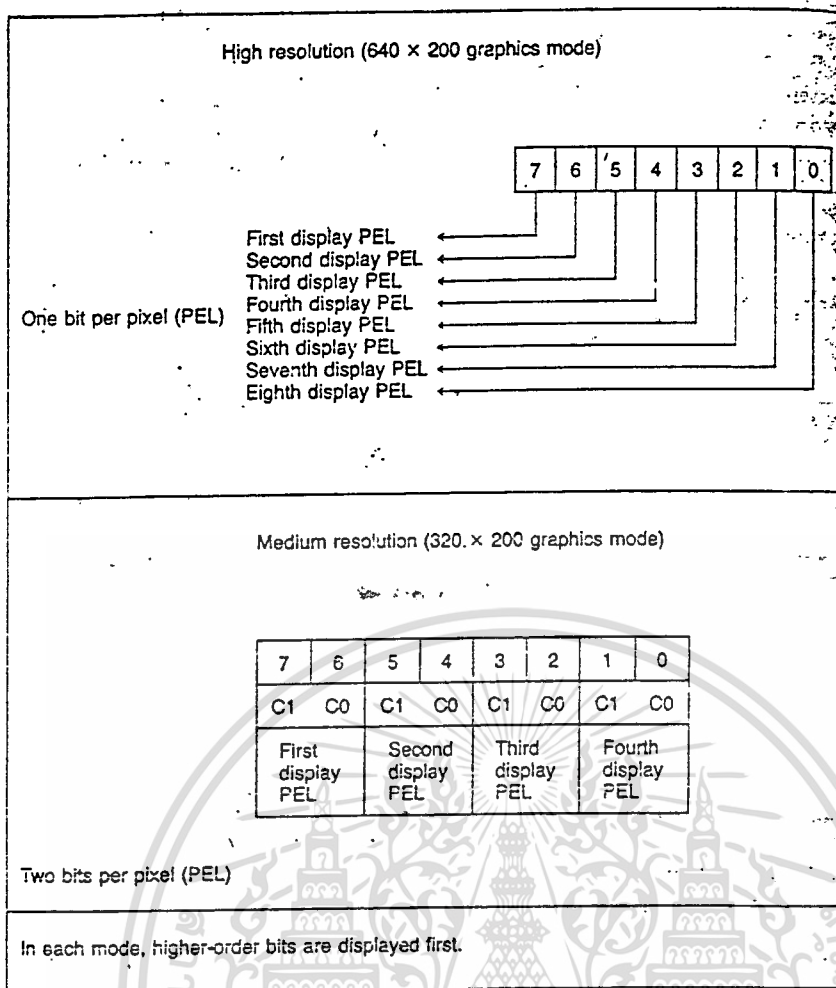 High resolution (640 × 200 graphics mode)
7 6 5 4 3 2 1 0
First display PEL
Second display PEL
Third display PEL
Fourth display PEL
One bit per pixel (PEL)
Fifth display PEL
Sixth display PEL
Seventh display PEL
Eighth display PEL
Medium resolution (320. × 200 graphics mode)
7 6 5 4 3 2 1 0
C1 C0 C1 C0 C1 C0 C1 C0
First display PEL
Second display PEL
Third display PEL
Fourth display PEL
Two bits per pixel (PEL)
In each mode, higher-order bits are displayed first.